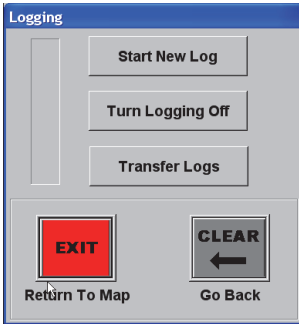 Logging
Start New Log
Turn Logging Off
Transfer Logs
EXIT
CLEAR
Return To Map
Go Back